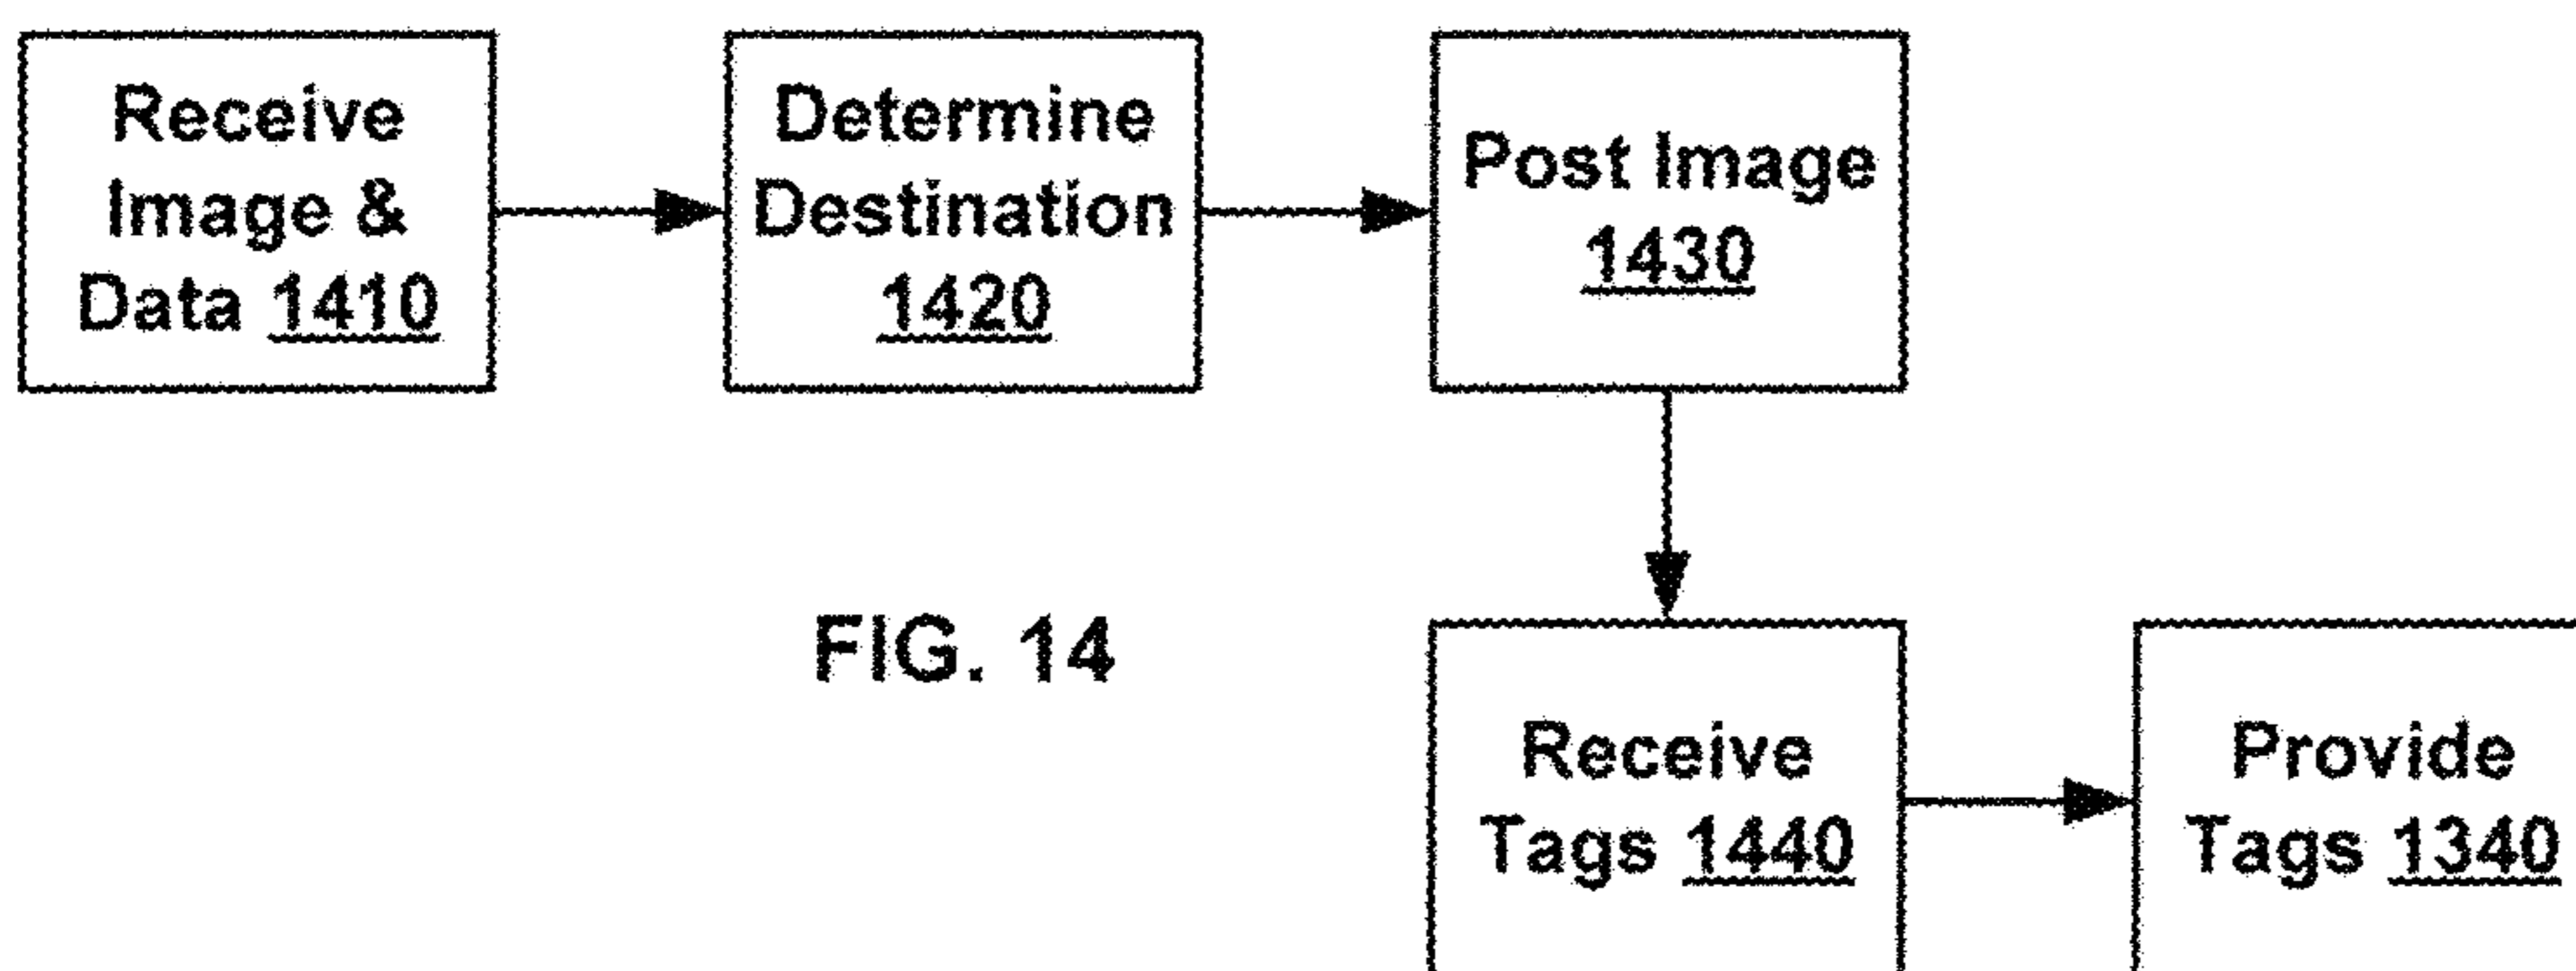 Receive
Image &
Data 1410
Determine
Destination
1420
Post Image
1430
FIG. 14
Receive
Tags 1440
Provide
Tags 1340